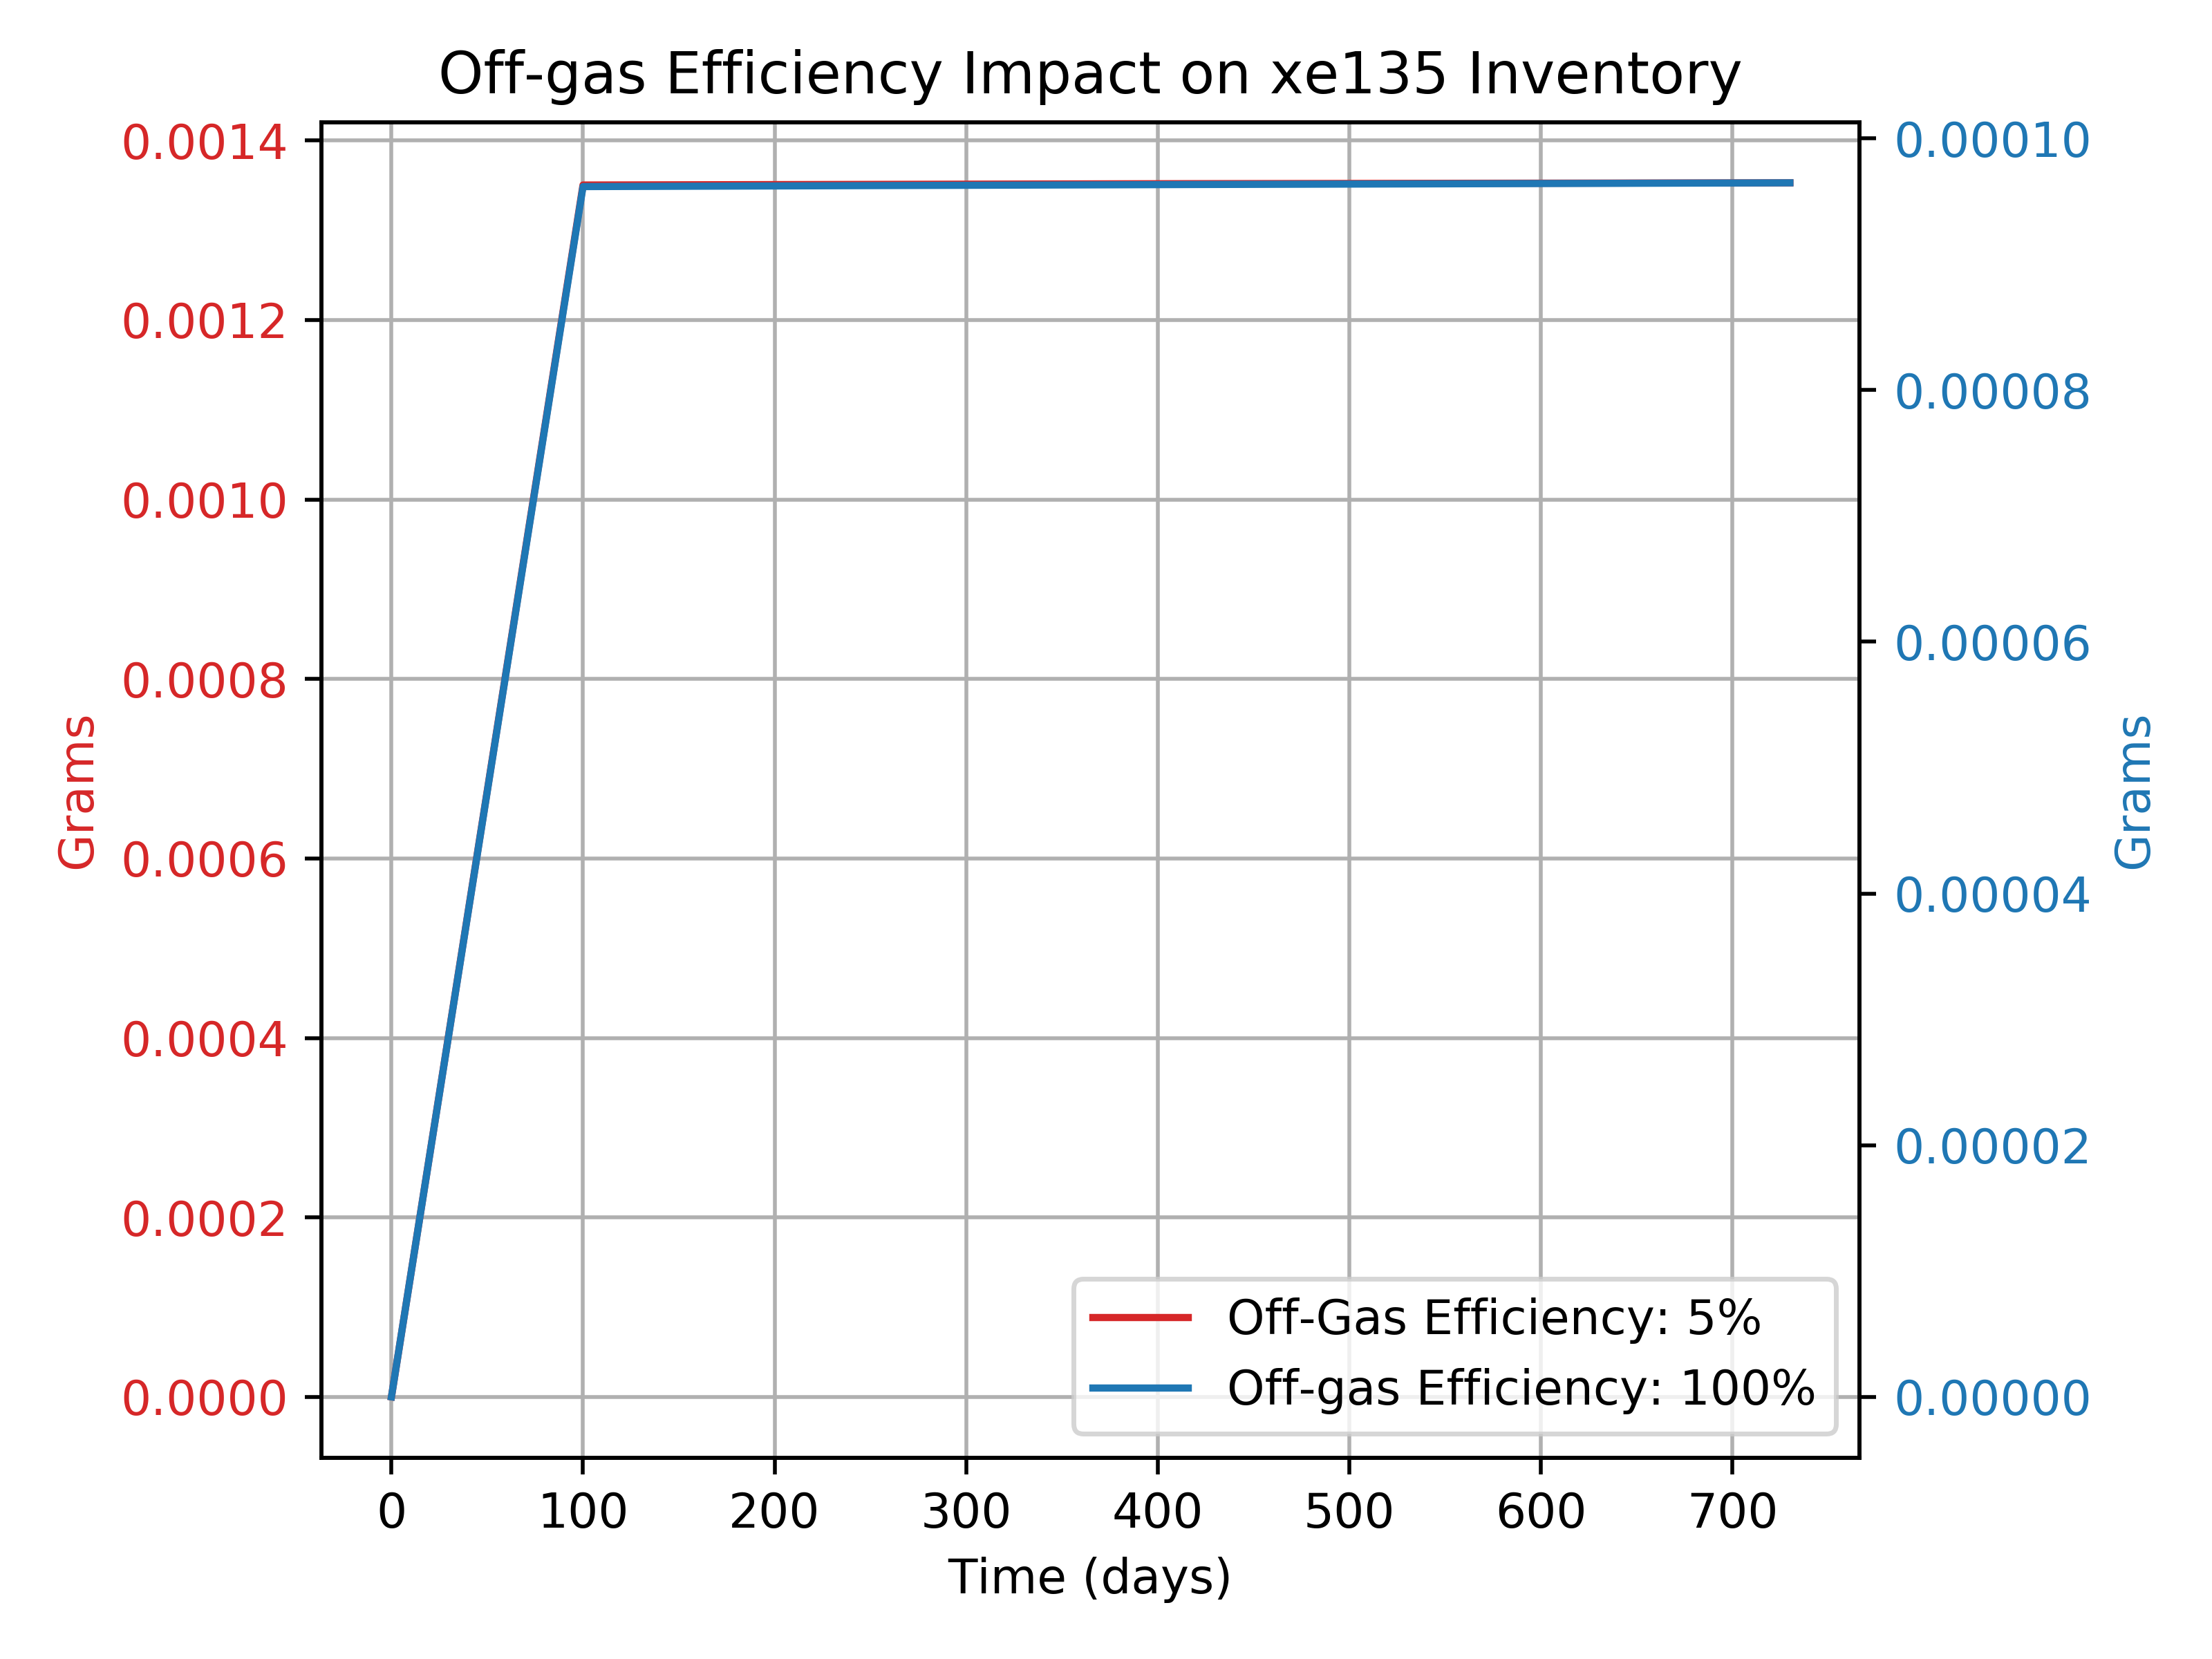 Off-gas Efficiency Impact on xe135 Inventory
0.0014
0.0012
0.0010
0.0008
0.0006
0.0004
0.0002
0.0000
Grams
0.00010
0.00008
0.00006
0.00004
0.00002
0.00000
Grams
Off-Gas Efficiency: 5%
Off-gas Efficiency: 100%
0 100 200 300 400 500 600 700
Time (days)